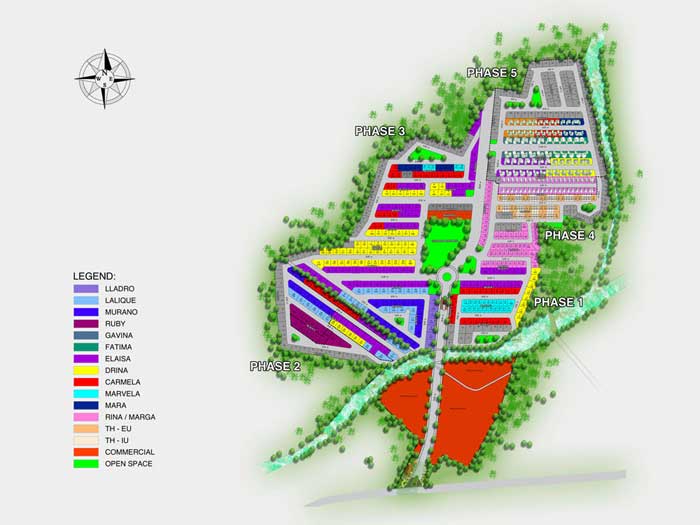 N
W E
S
PHASE 5
PHASE 3
PHASE 4
PHASE 1
PHASE 2
LEGEND:
LLADRO
LALIQUE
MURANO
RUBY
GAVINA
FATIMA
ELAISA
DRINA
CARMELA
MARVELA
MARA
RINA / MARGA
TH - EU
TH - IU
COMMERCIAL
OPEN SPACE